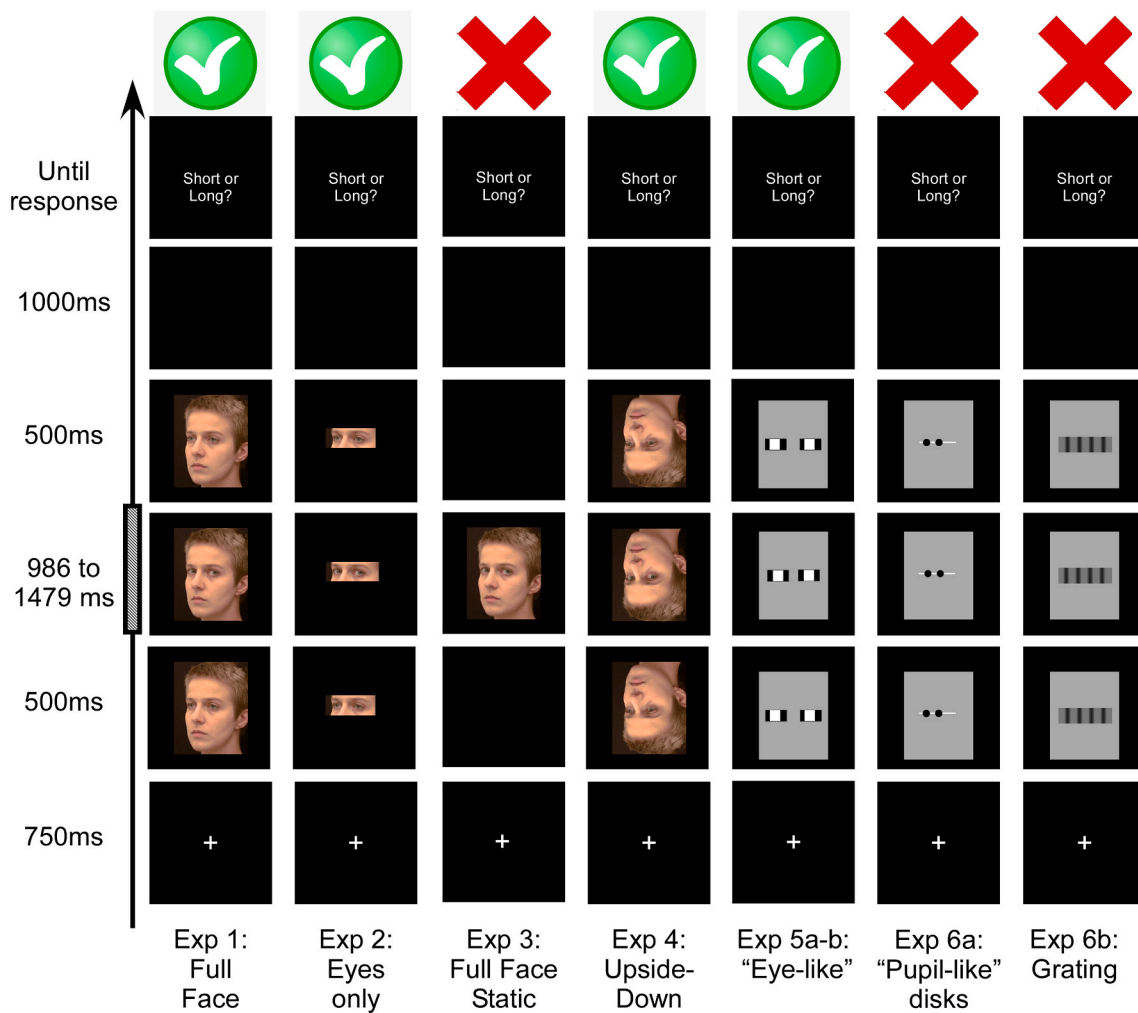 Until
response
Short or
Long?
Short or
Long?
Short or
Long?
Short or
Long?
Short or
Long?
Short or
Long?
Short or
Long?
1000ms
500ms
986 to
1479 ms
500ms
750ms
+
+
+
+
+
+
+
Exp 1:
Full
Face
Exp 2:
Eyes
only
Exp 3:
Full Face
Static
Exp 4:
Upside-
Down
Exp 5a-b:
“Eye-like”
Exp 6a:
“Pupil-like”
disks
Exp 6b:
Grating